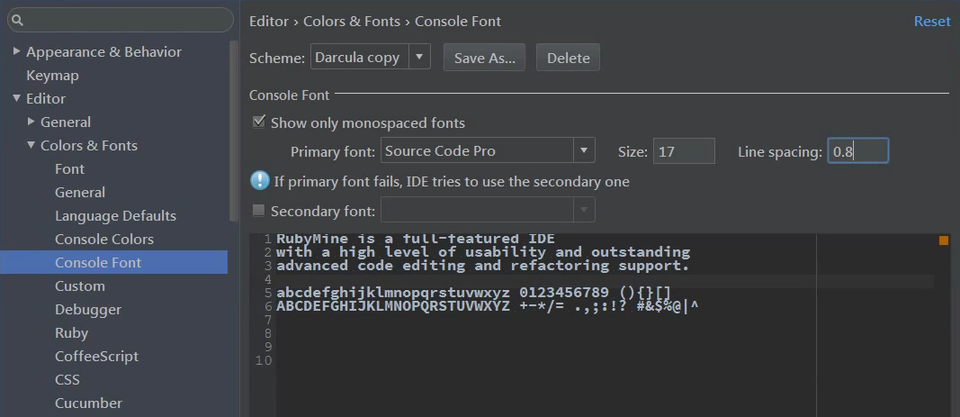 Editor › Colors & Fonts › Console Font
Reset
Appearance & Behavior
Keymap
Editor
General
Colors & Fonts
Font
General
Language Defaults
Console Colors
Console Font
Custom
Debugger
Ruby
CoffeeScript
CSS
Cucumber
Scheme: Darcula copy Save As... Delete
Console Font
Show only monospaced fonts
Primary font: Source Code Pro Size: 17 Line spacing: 0.8
If primary font fails, IDE tries to use the secondary one
Secondary font:
1 RubyMine is a full-featured IDE
2 with a high level of usability and outstanding
3 advanced code editing and refactoring support.
4
5 abcdefghijklmnopqrstuvwxyz 0123456789 (){}[]
6 ABCDEFGHIJKLMNOPQRSTUVWXYZ +-*/= .,;:!? #&$%@|^
7
8
9
10